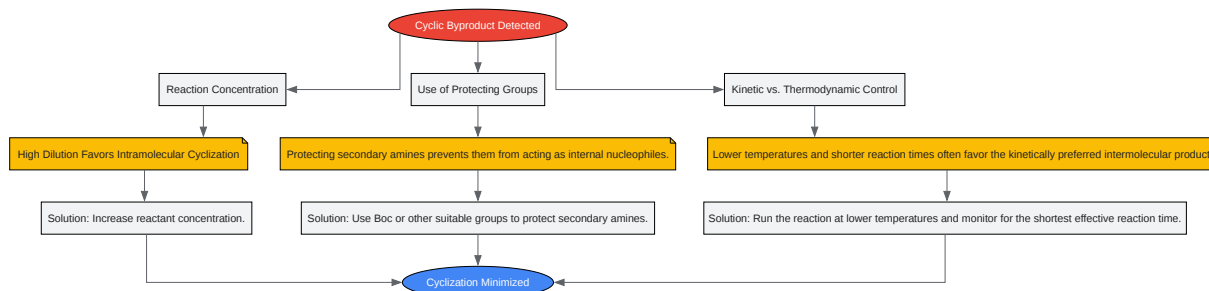 Cyclic Byproduct Detected
Reaction Concentration
Use of Protecting Groups
Kinetic vs. Thermodynamic Control
High Dilution Favors Intramolecular Cyclization
Protecting secondary amines prevents them from acting as internal nucleophiles.
Lower temperatures and shorter reaction times often favor the kinetically preferred intermolecular product
Solution: Increase reactant concentration.
Solution: Use Boc or other suitable groups to protect secondary amines.
Solution: Run the reaction at lower temperatures and monitor for the shortest effective reaction time.
Cyclization Minimized